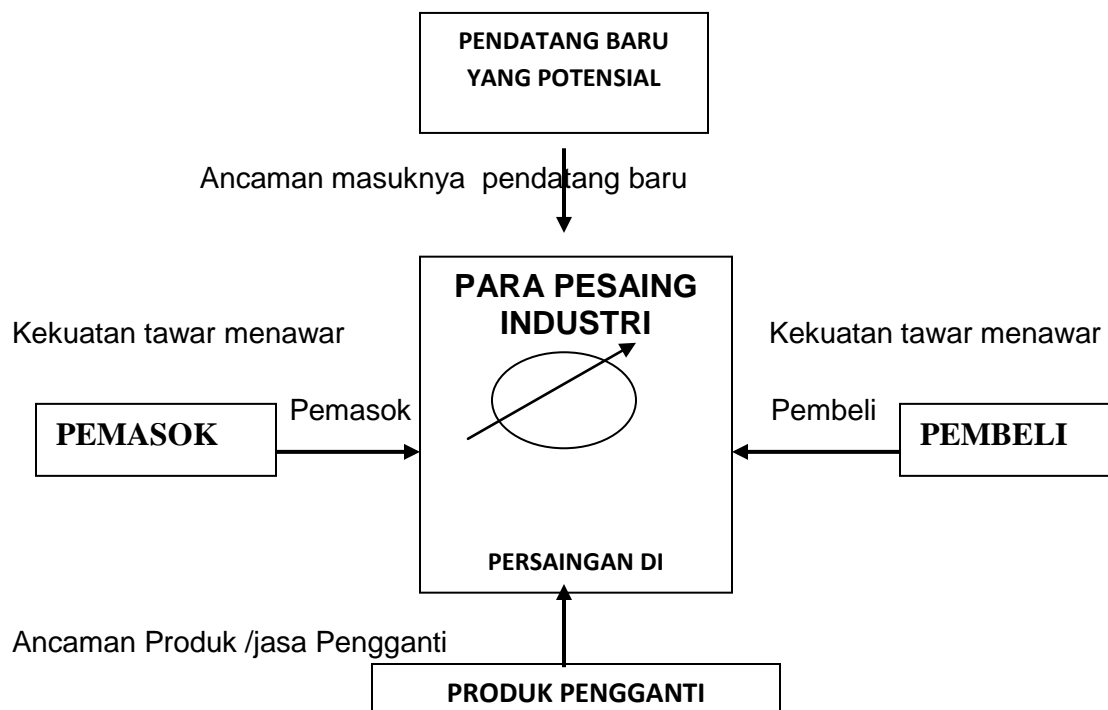 PENDATANG BARU
YANG POTENSIAL
Ancaman masuknya pendatang baru
PARA PESAING
INDUSTRI
Kekuatan tawar menawar
Kekuatan tawar menawar
Pemasok
Pembeli
PEMASOK
PEMBELI
PERSAINGAN DI
Ancaman Produk /jasa Pengganti
PRODUK PENGGANTI